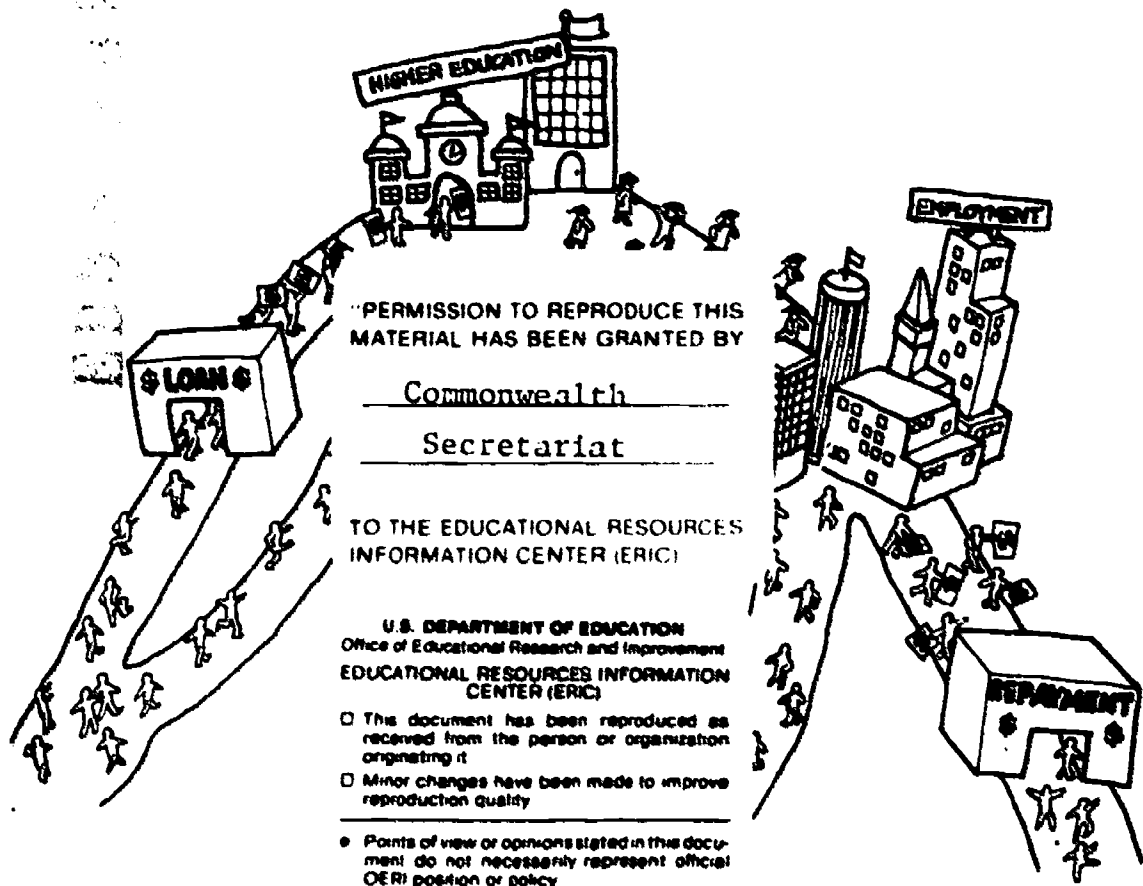 HIGHER EDUCATION
EMPLOYMENT
$ LOAN $
"PERMISSION TO REPRODUCE THIS
MATERIAL HAS BEEN GRANTED BY
Commonwealth
Secretariat
TO THE EDUCATIONAL RESOURCES
INFORMATION CENTER (ERIC)
U.S. DEPARTMENT OF EDUCATION
Office of Educational Research and Improvement
EDUCATIONAL RESOURCES INFORMATION
CENTER (ERIC)
□ This document has been reproduced as
received from the person or organization
originating it
□ Minor changes have been made to improve
reproduction quality
• Points of view or opinions stated in this docu-
ment do not necessarily represent official
OERI position or policy
REPAYMENT
$ $